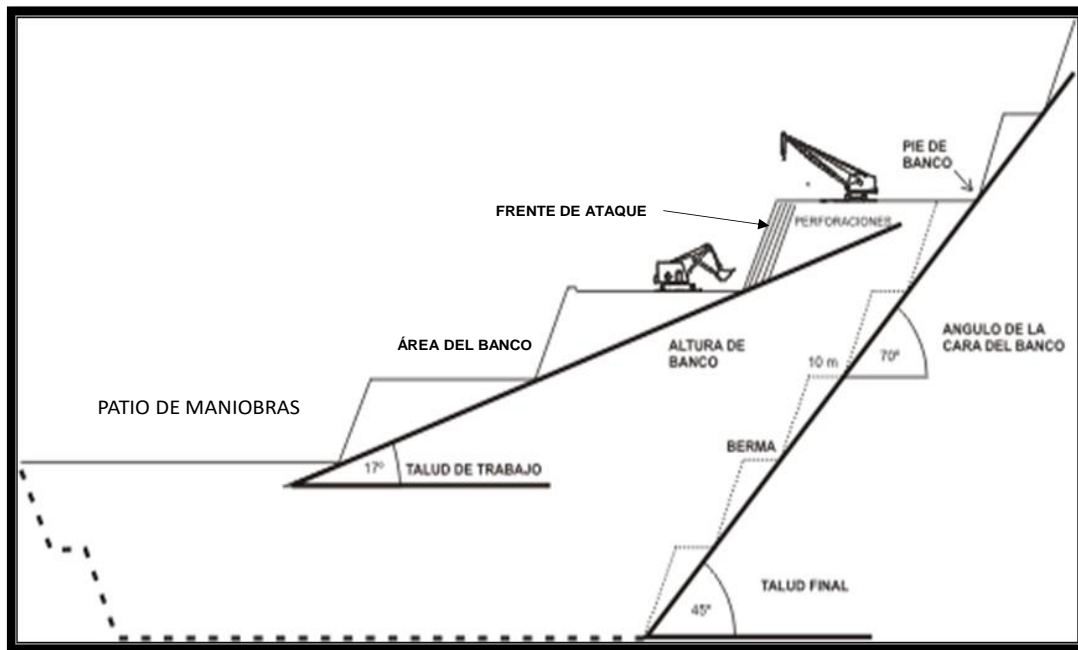 PIE DE
BANCO
FRENTE DE ATAQUE
PERFORACIONES
ÁREA DEL BANCO
ALTURA DE
BANCO
ANGULO DE LA
CARA DEL BANCO
10 m
70º
PATIO DE MANIOBRAS
BERMA
17º
TALUD DE TRABAJO
TALUD FINAL
45º